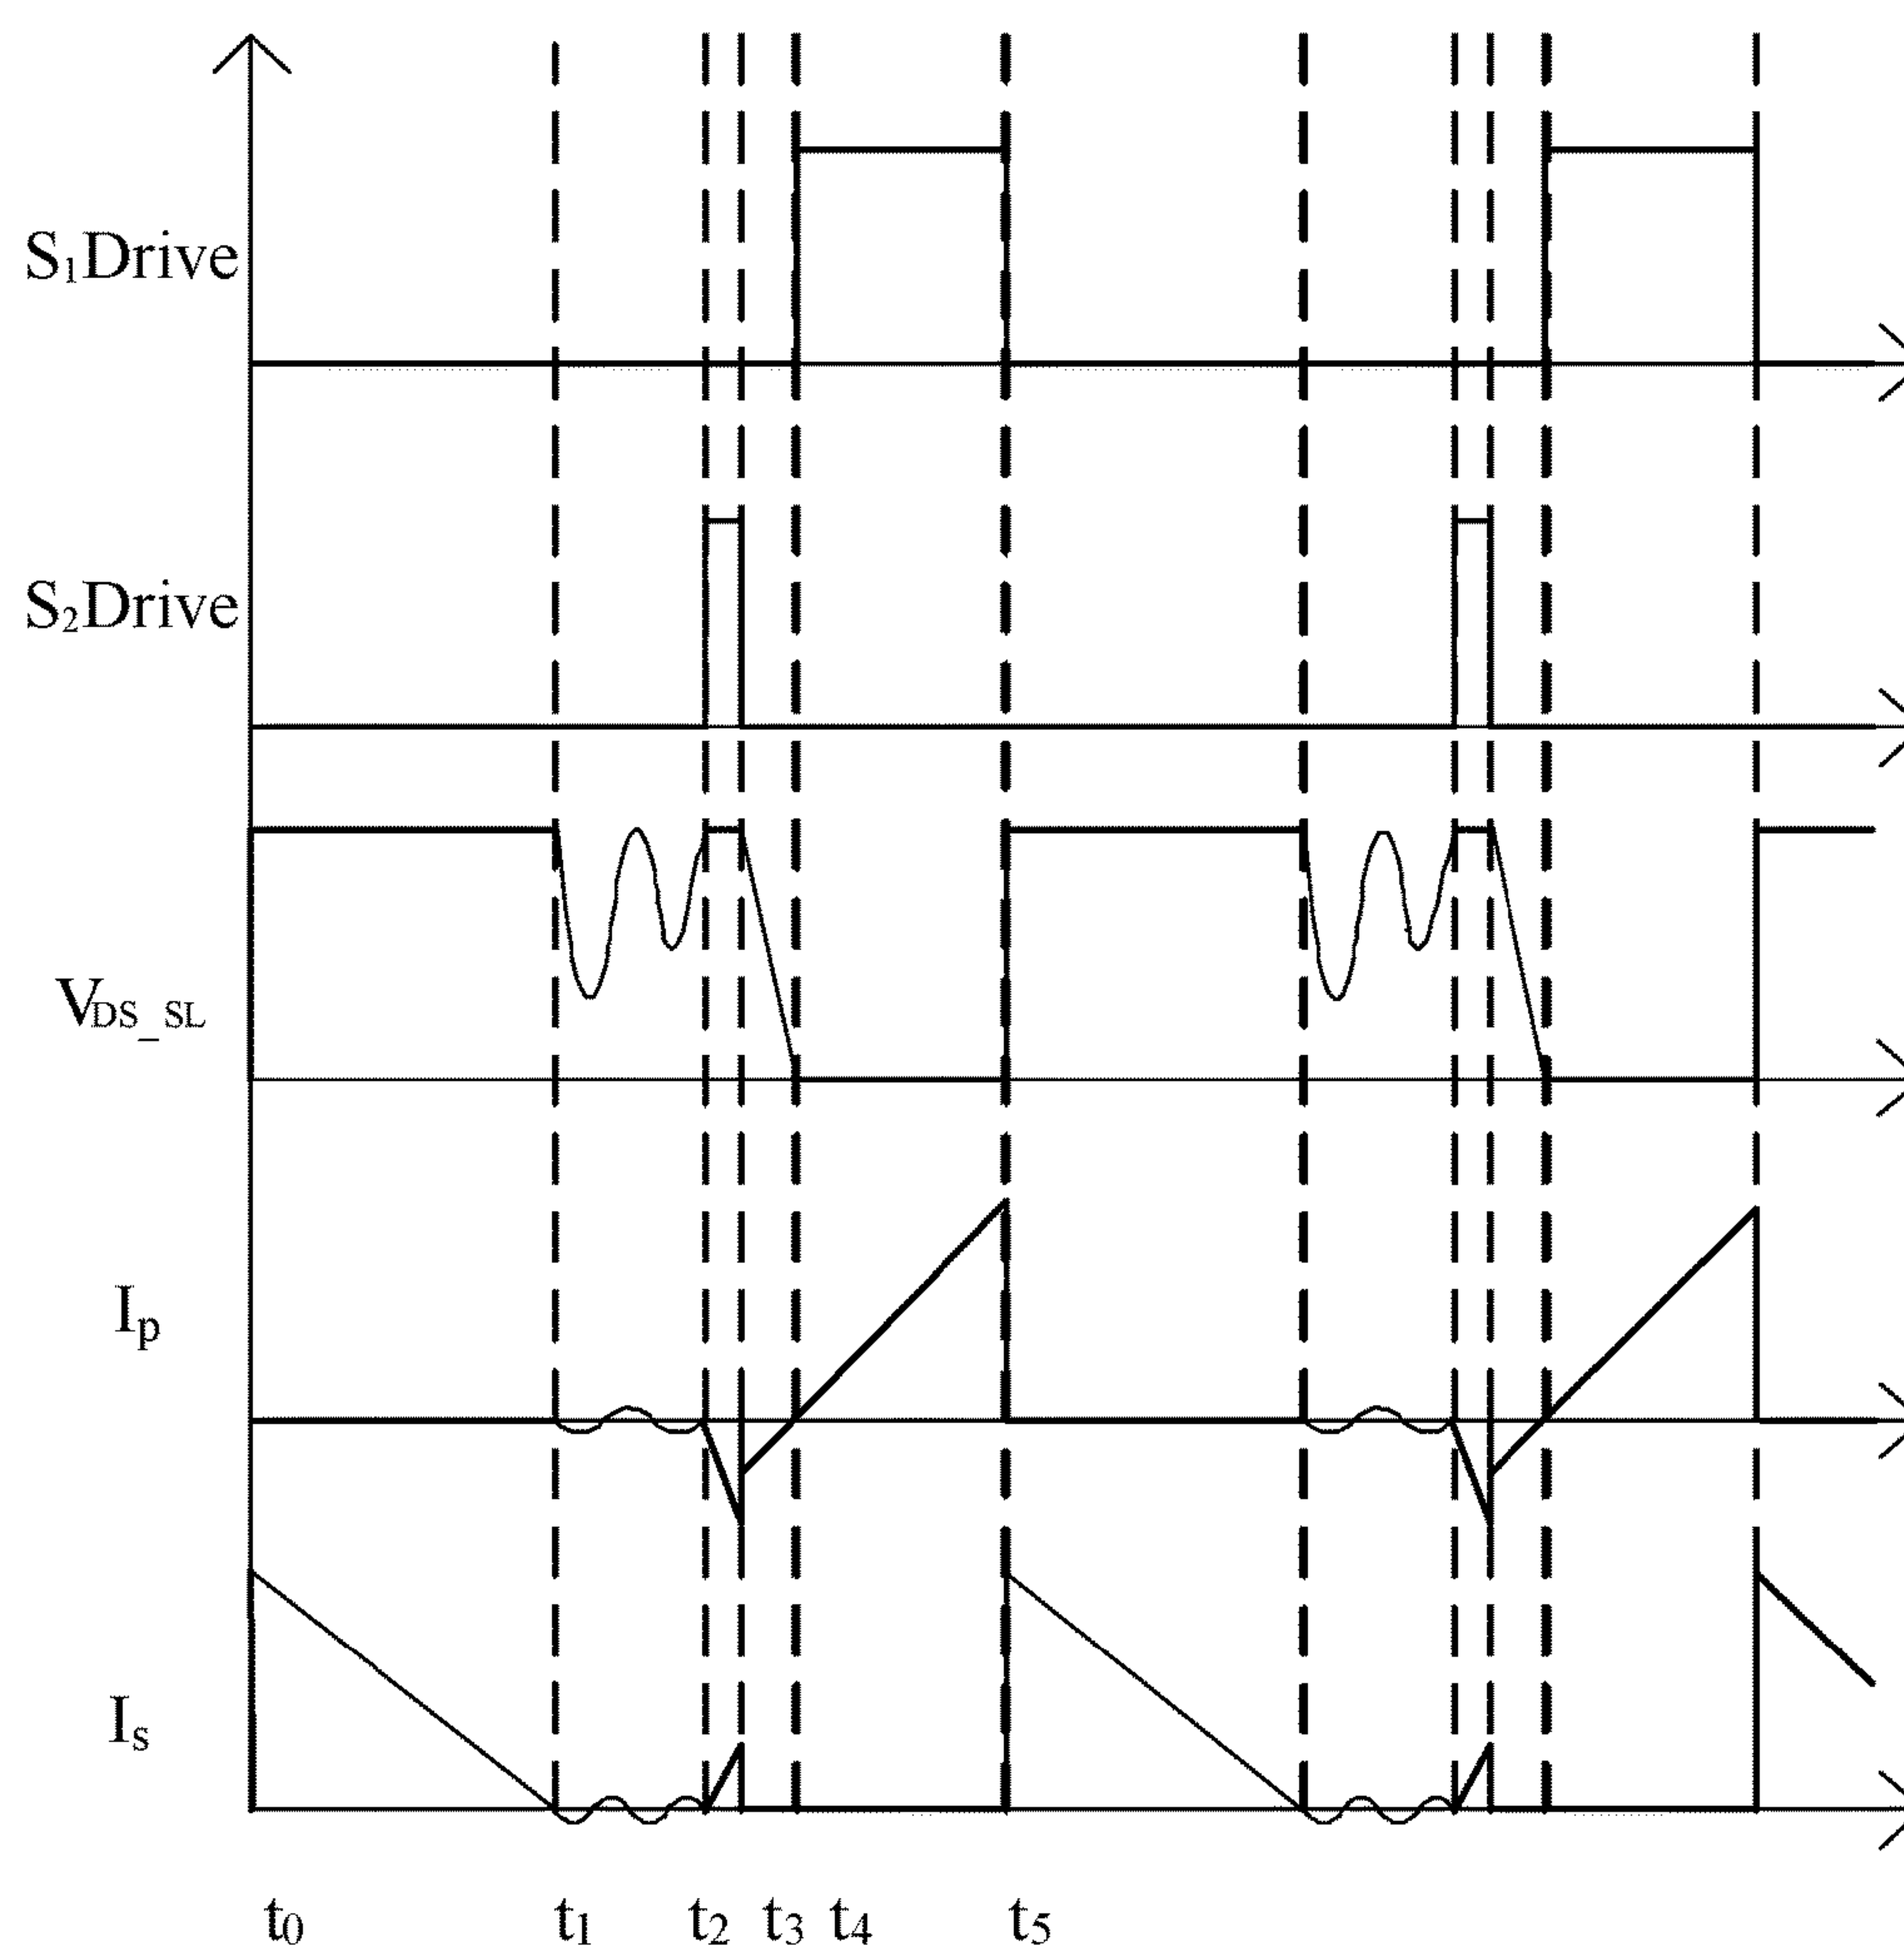 S1Drive
S2Drive
VDS_SL
Ip
Is
t0 t1 t2 t3 t4 t5